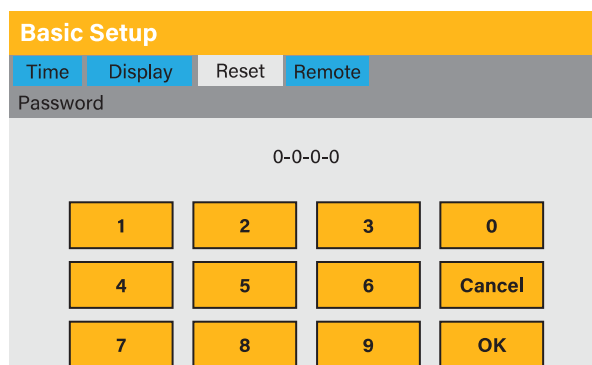 Basic Setup
Time Display Reset Remote
Password
0-0-0-0
1 2 3 0
4 5 6 Cancel
7 8 9 OK